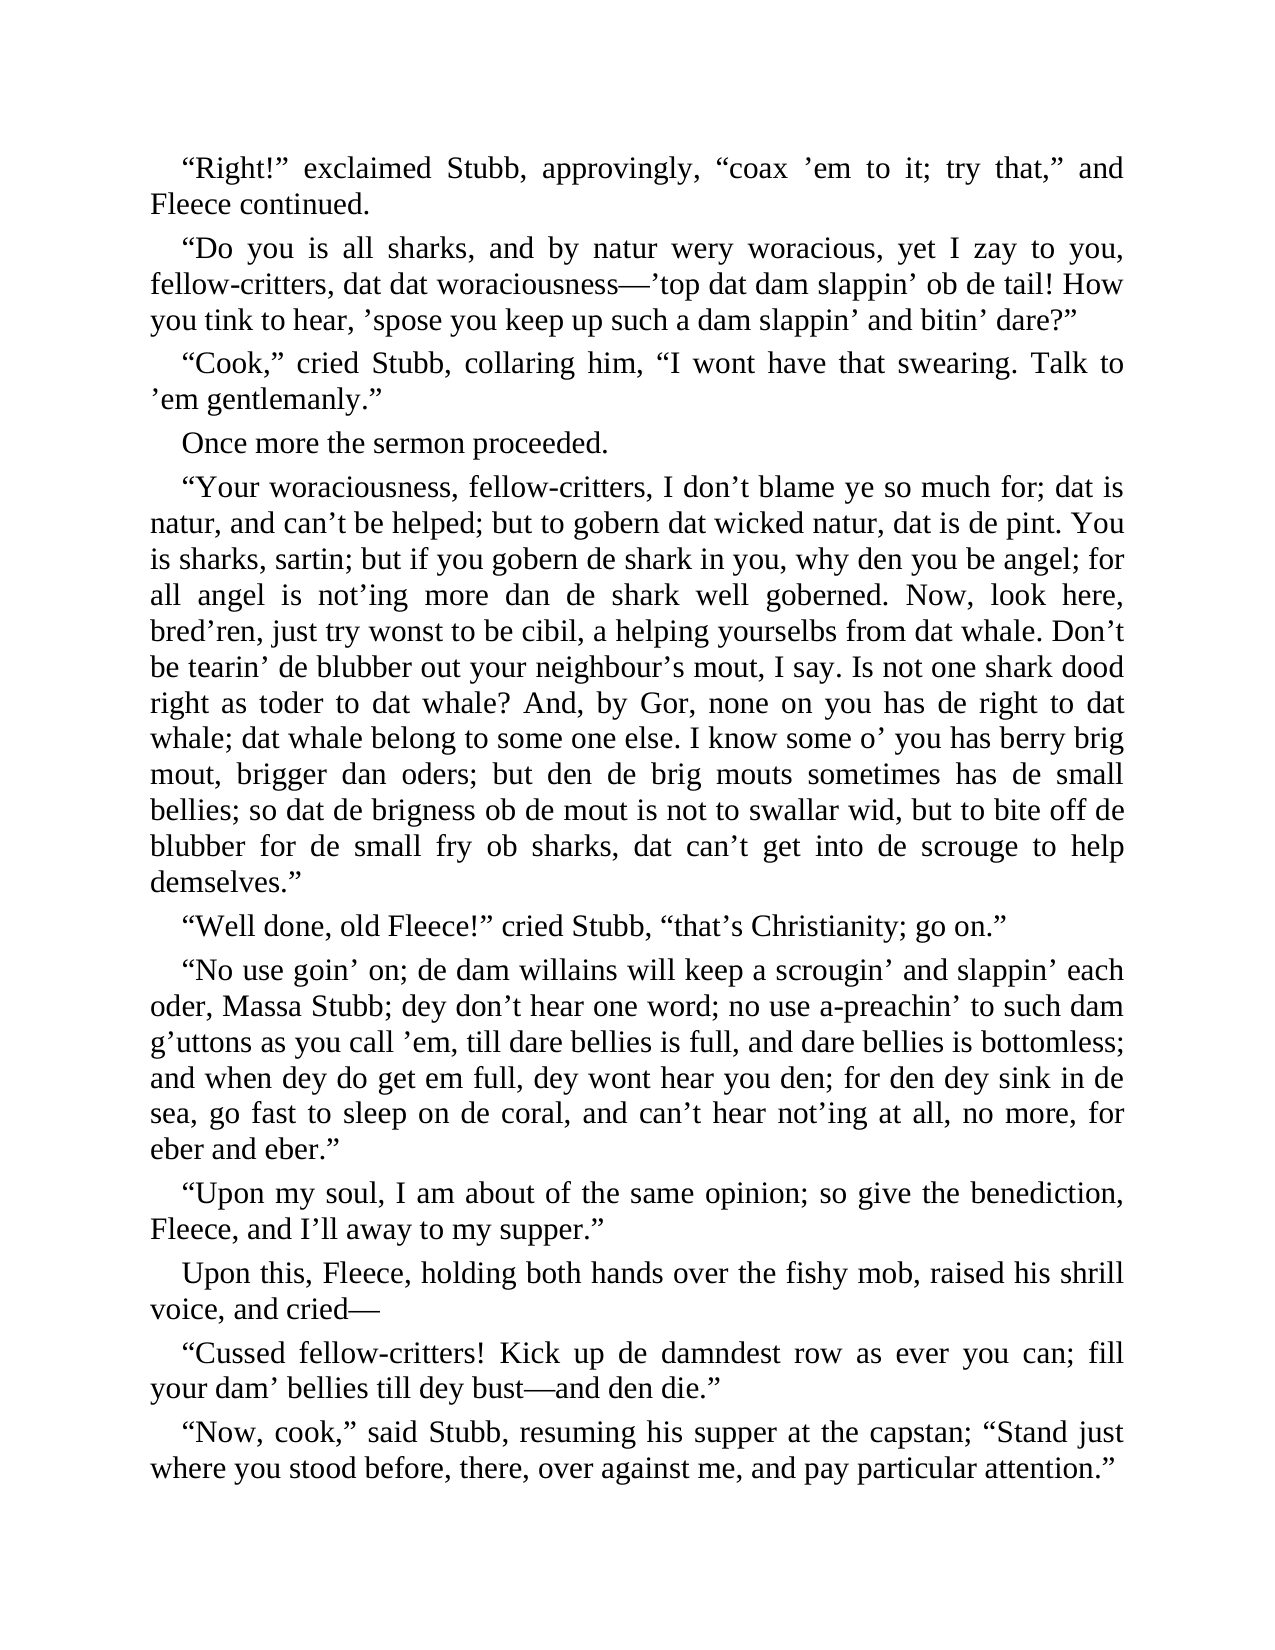 “Right!” exclaimed Stubb, approvingly, “coax ’em to it; try that,” and
Fleece continued.
“Do you is all sharks, and by natur wery woracious, yet I zay to you,
fellow-critters, dat dat woraciousness—’top dat dam slappin’ ob de tail! How
you tink to hear, ’spose you keep up such a dam slappin’ and bitin’ dare?”
“Cook,” cried Stubb, collaring him, “I wont have that swearing. Talk to
’em gentlemanly.”
Once more the sermon proceeded.
“Your woraciousness, fellow-critters, I don’t blame ye so much for; dat is
natur, and can’t be helped; but to gobern dat wicked natur, dat is de pint. You
is sharks, sartin; but if you gobern de shark in you, why den you be angel; for
all angel is not’ing more dan de shark well goberned. Now, look here,
bred’ren, just try wonst to be cibil, a helping yourselbs from dat whale. Don’t
be tearin’ de blubber out your neighbour’s mout, I say. Is not one shark dood
right as toder to dat whale? And, by Gor, none on you has de right to dat
whale; dat whale belong to some one else. I know some o’ you has berry brig
mout, brigger dan oders; but den de brig mouts sometimes has de small
bellies; so dat de brigness ob de mout is not to swallar wid, but to bite off de
blubber for de small fry ob sharks, dat can’t get into de scrouge to help
demselves.”
“Well done, old Fleece!” cried Stubb, “that’s Christianity; go on.”
“No use goin’ on; de dam willains will keep a scrougin’ and slappin’ each
oder, Massa Stubb; dey don’t hear one word; no use a-preachin’ to such dam
g’uttons as you call ’em, till dare bellies is full, and dare bellies is bottomless;
and when dey do get em full, dey wont hear you den; for den dey sink in de
sea, go fast to sleep on de coral, and can’t hear not’ing at all, no more, for
eber and eber.”
“Upon my soul, I am about of the same opinion; so give the benediction,
Fleece, and I’ll away to my supper.”
Upon this, Fleece, holding both hands over the fishy mob, raised his shrill
voice, and cried—
“Cussed fellow-critters! Kick up de damndest row as ever you can; fill
your dam’ bellies till dey bust—and den die.”
“Now, cook,” said Stubb, resuming his supper at the capstan; “Stand just
where you stood before, there, over against me, and pay particular attention.”